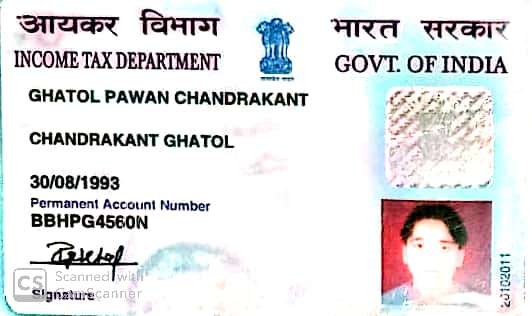 आयकर विभाग
INCOME TAX DEPARTMENT
भारत सरकार
GOVT. OF INDIA
GHATOL PAWAN CHANDRAKANT
CHANDRAKANT GHATOL
30/08/1993
Permanent Account Number
BBHPG4560N
Signature
CS Scanned with
CamScanner